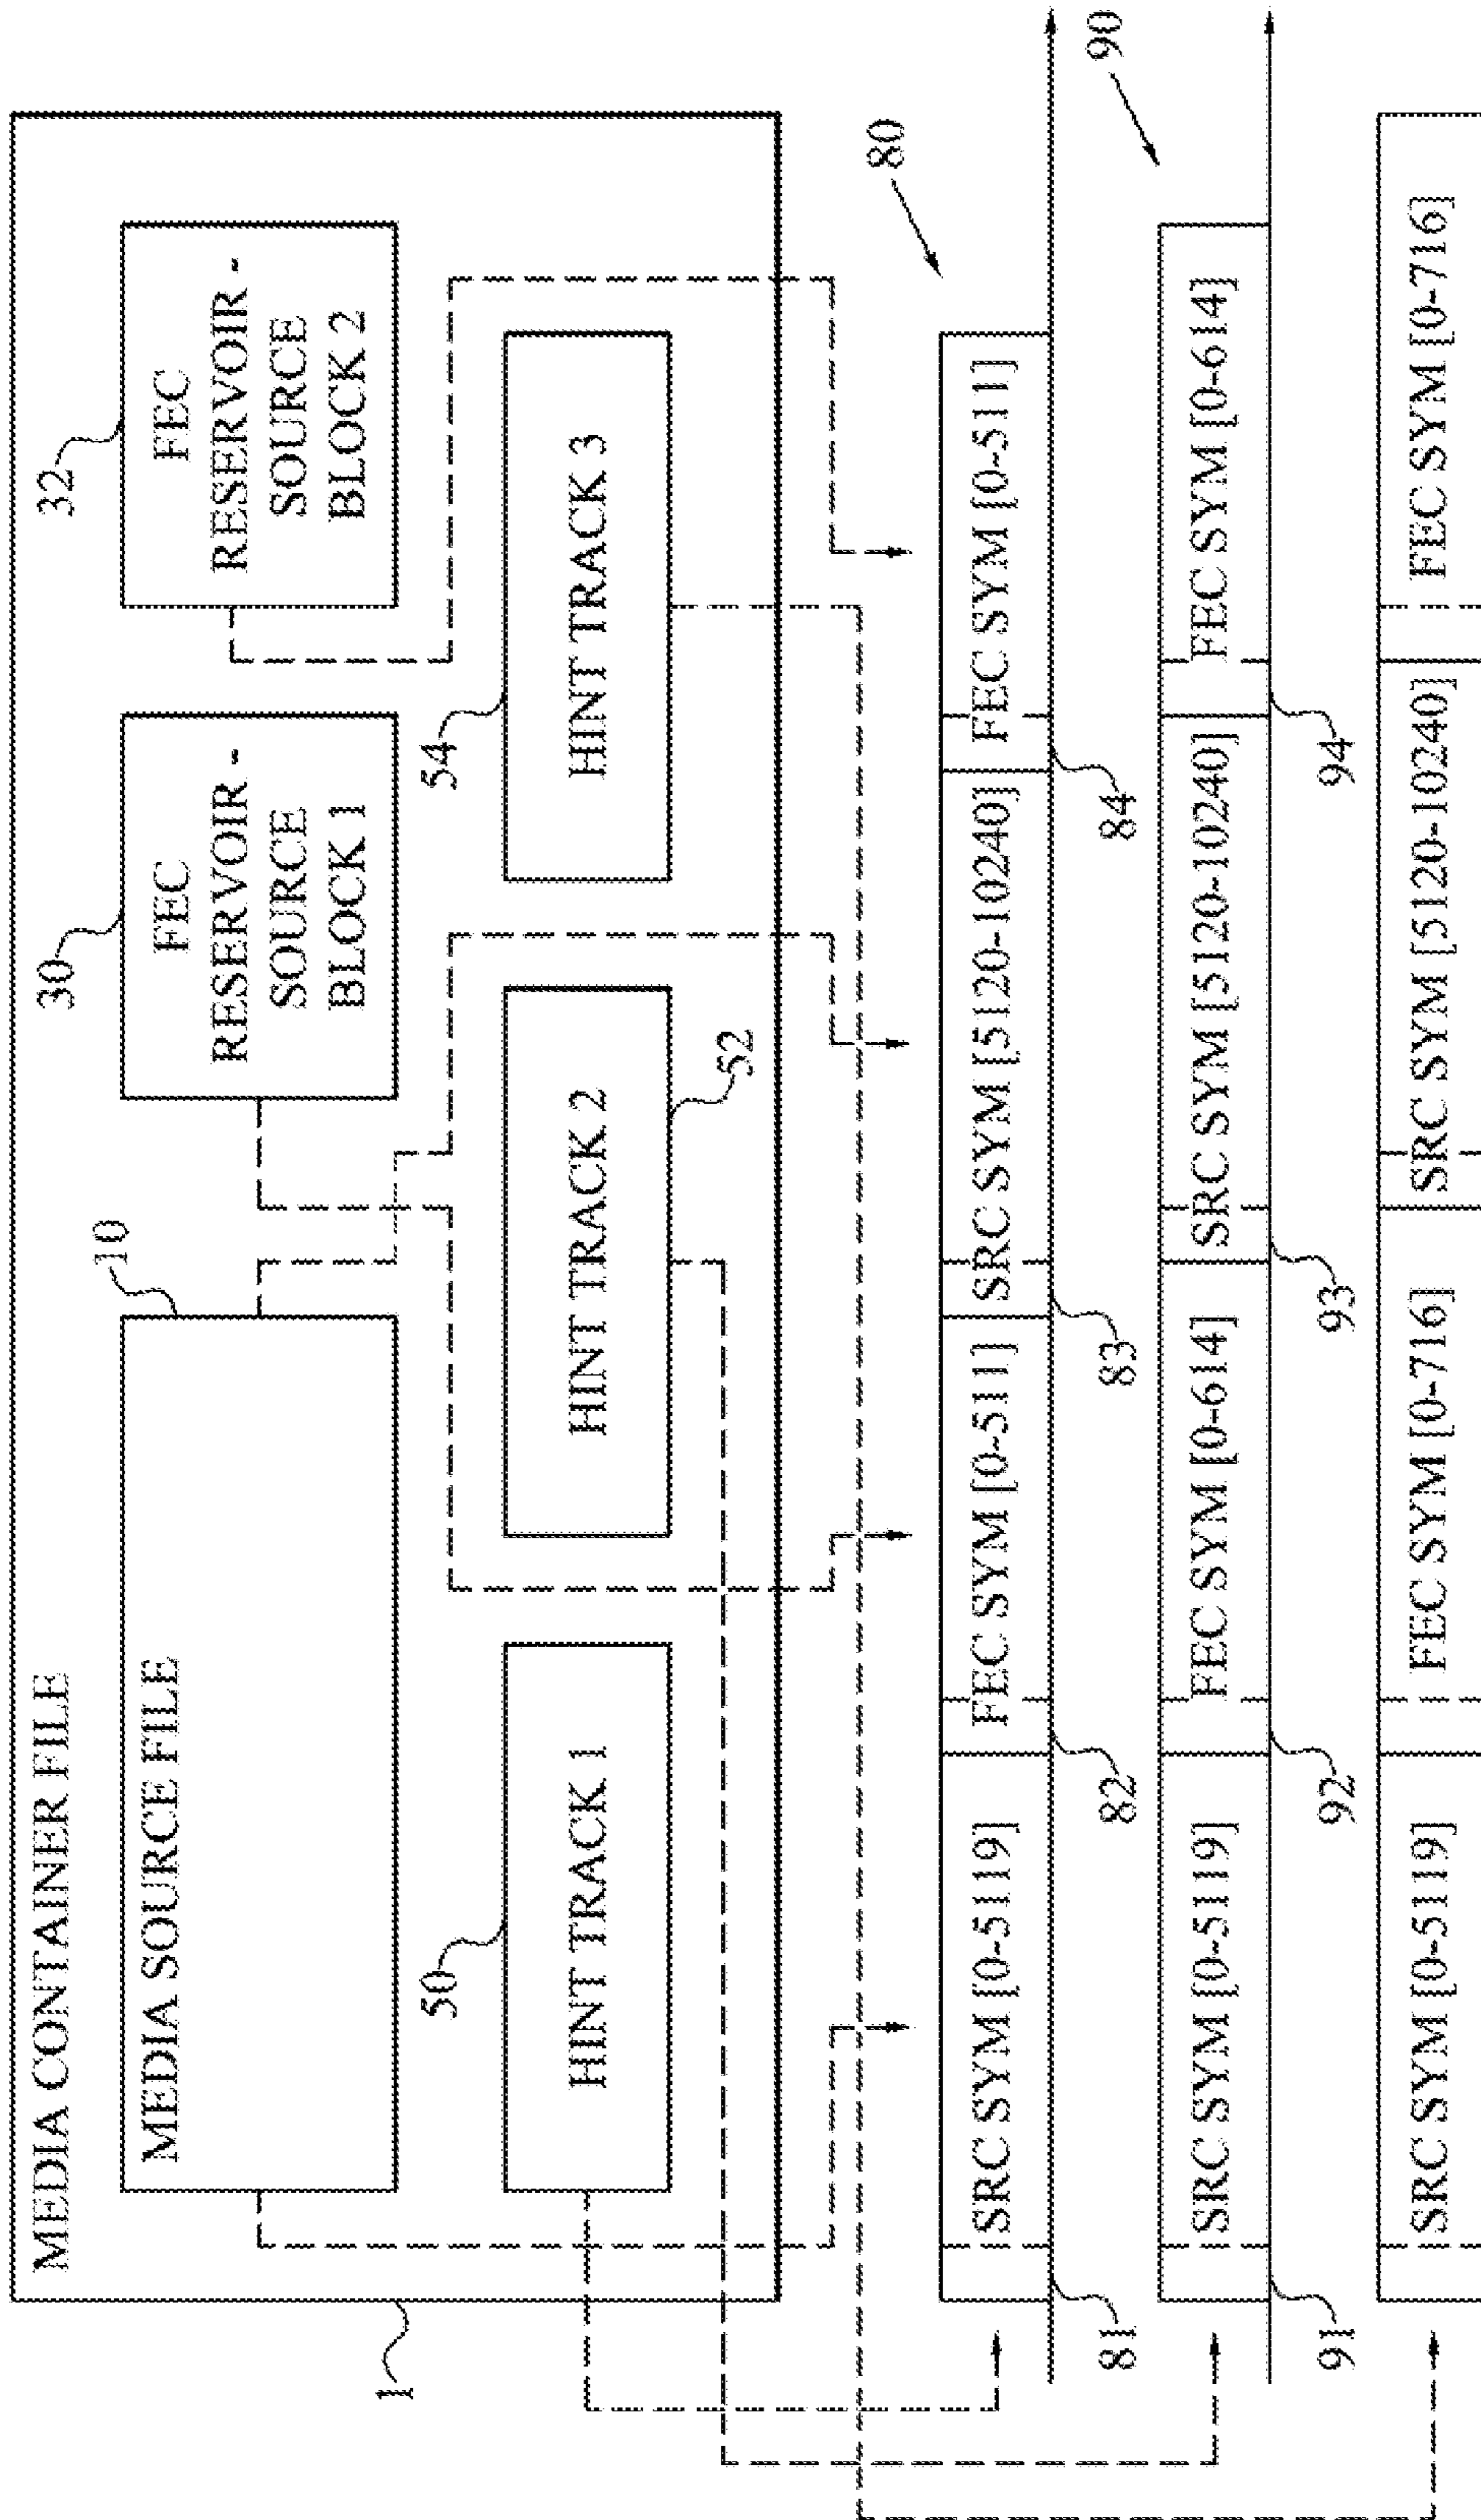 MEDIA CONTAINER FILE
1
MEDIA SOURCE FILE
10
FEC
RESERVOIR -
SOURCE
BLOCK 1
30
FEC
RESERVOIR -
SOURCE
BLOCK 2
32
HINT TRACK 1
50
HINT TRACK 2
52
HINT TRACK 3
54
80
SRC SYM [0-5119]
FEC SYM [0-511]
SRC SYM [5120-10240]
FEC SYM [0-511]
81
82
83
84
90
SRC SYM [0-5119]
FEC SYM [0-614]
SRC SYM [5120-10240]
FEC SYM [0-614]
91
92
93
94
SRC SYM [0-5119]
FEC SYM [0-716]
SRC SYM [5120-10240]
FEC SYM [0-716]